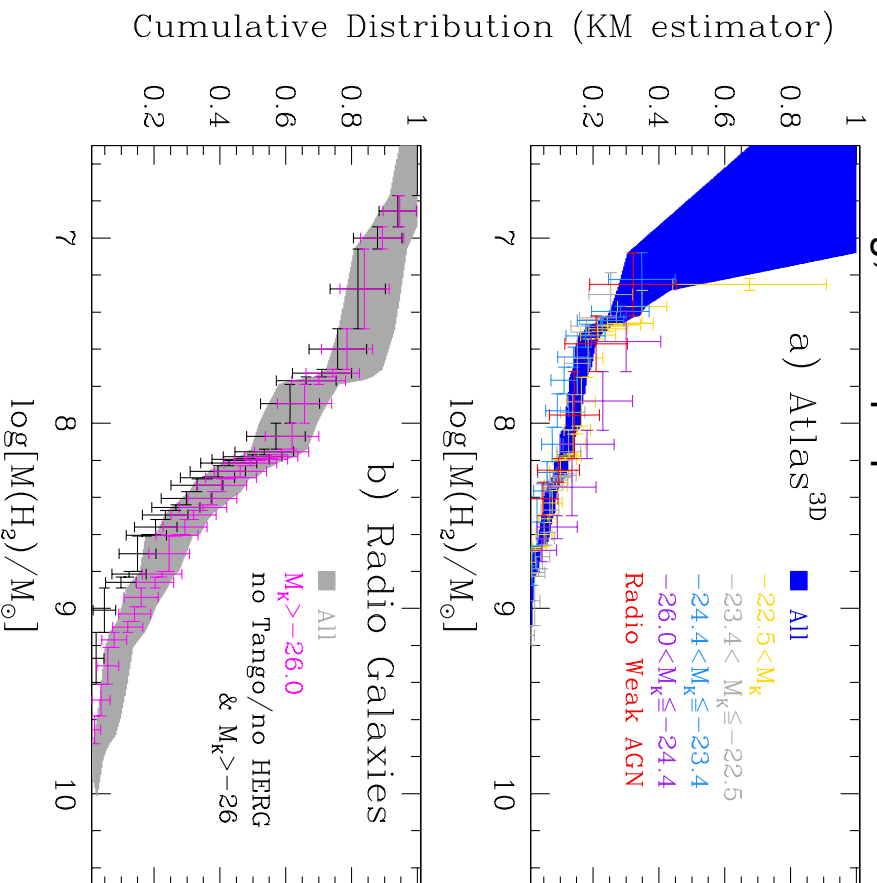 Cumulative Distribution (KM estimator)
1
0.8
0.6
0.4
0.2
a) Atlas3D
All
-22.5<MK
-23.4< MK≤-22.5
-24.4<MK≤-23.4
-26.0<MK≤-24.4
Radio Weak AGN
7
8
9
10
log[M(H2)/M⊙]
1
0.8
0.6
0.4
0.2
b) Radio Galaxies
All
MK>-26.0
no Tango/no HERG
& MK>-26
7
8
9
10
log[M(H2)/M⊙]